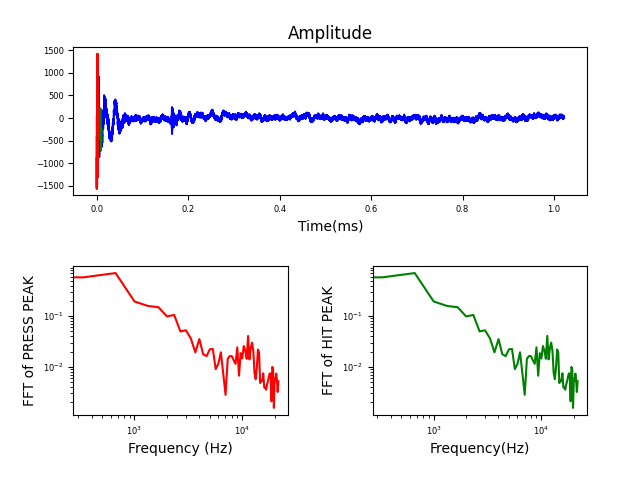 Amplitude
1500
1000
500
0
−500
−1000
−1500
0.0 0.2 0.4 0.6 0.8 1.0
Time(ms)
FFT of PRESS PEAK
10⁻¹
10⁻²
10³ 10⁴
Frequency (Hz)
FFT of HIT PEAK
10⁻¹
10⁻²
10³ 10⁴
Frequency(Hz)